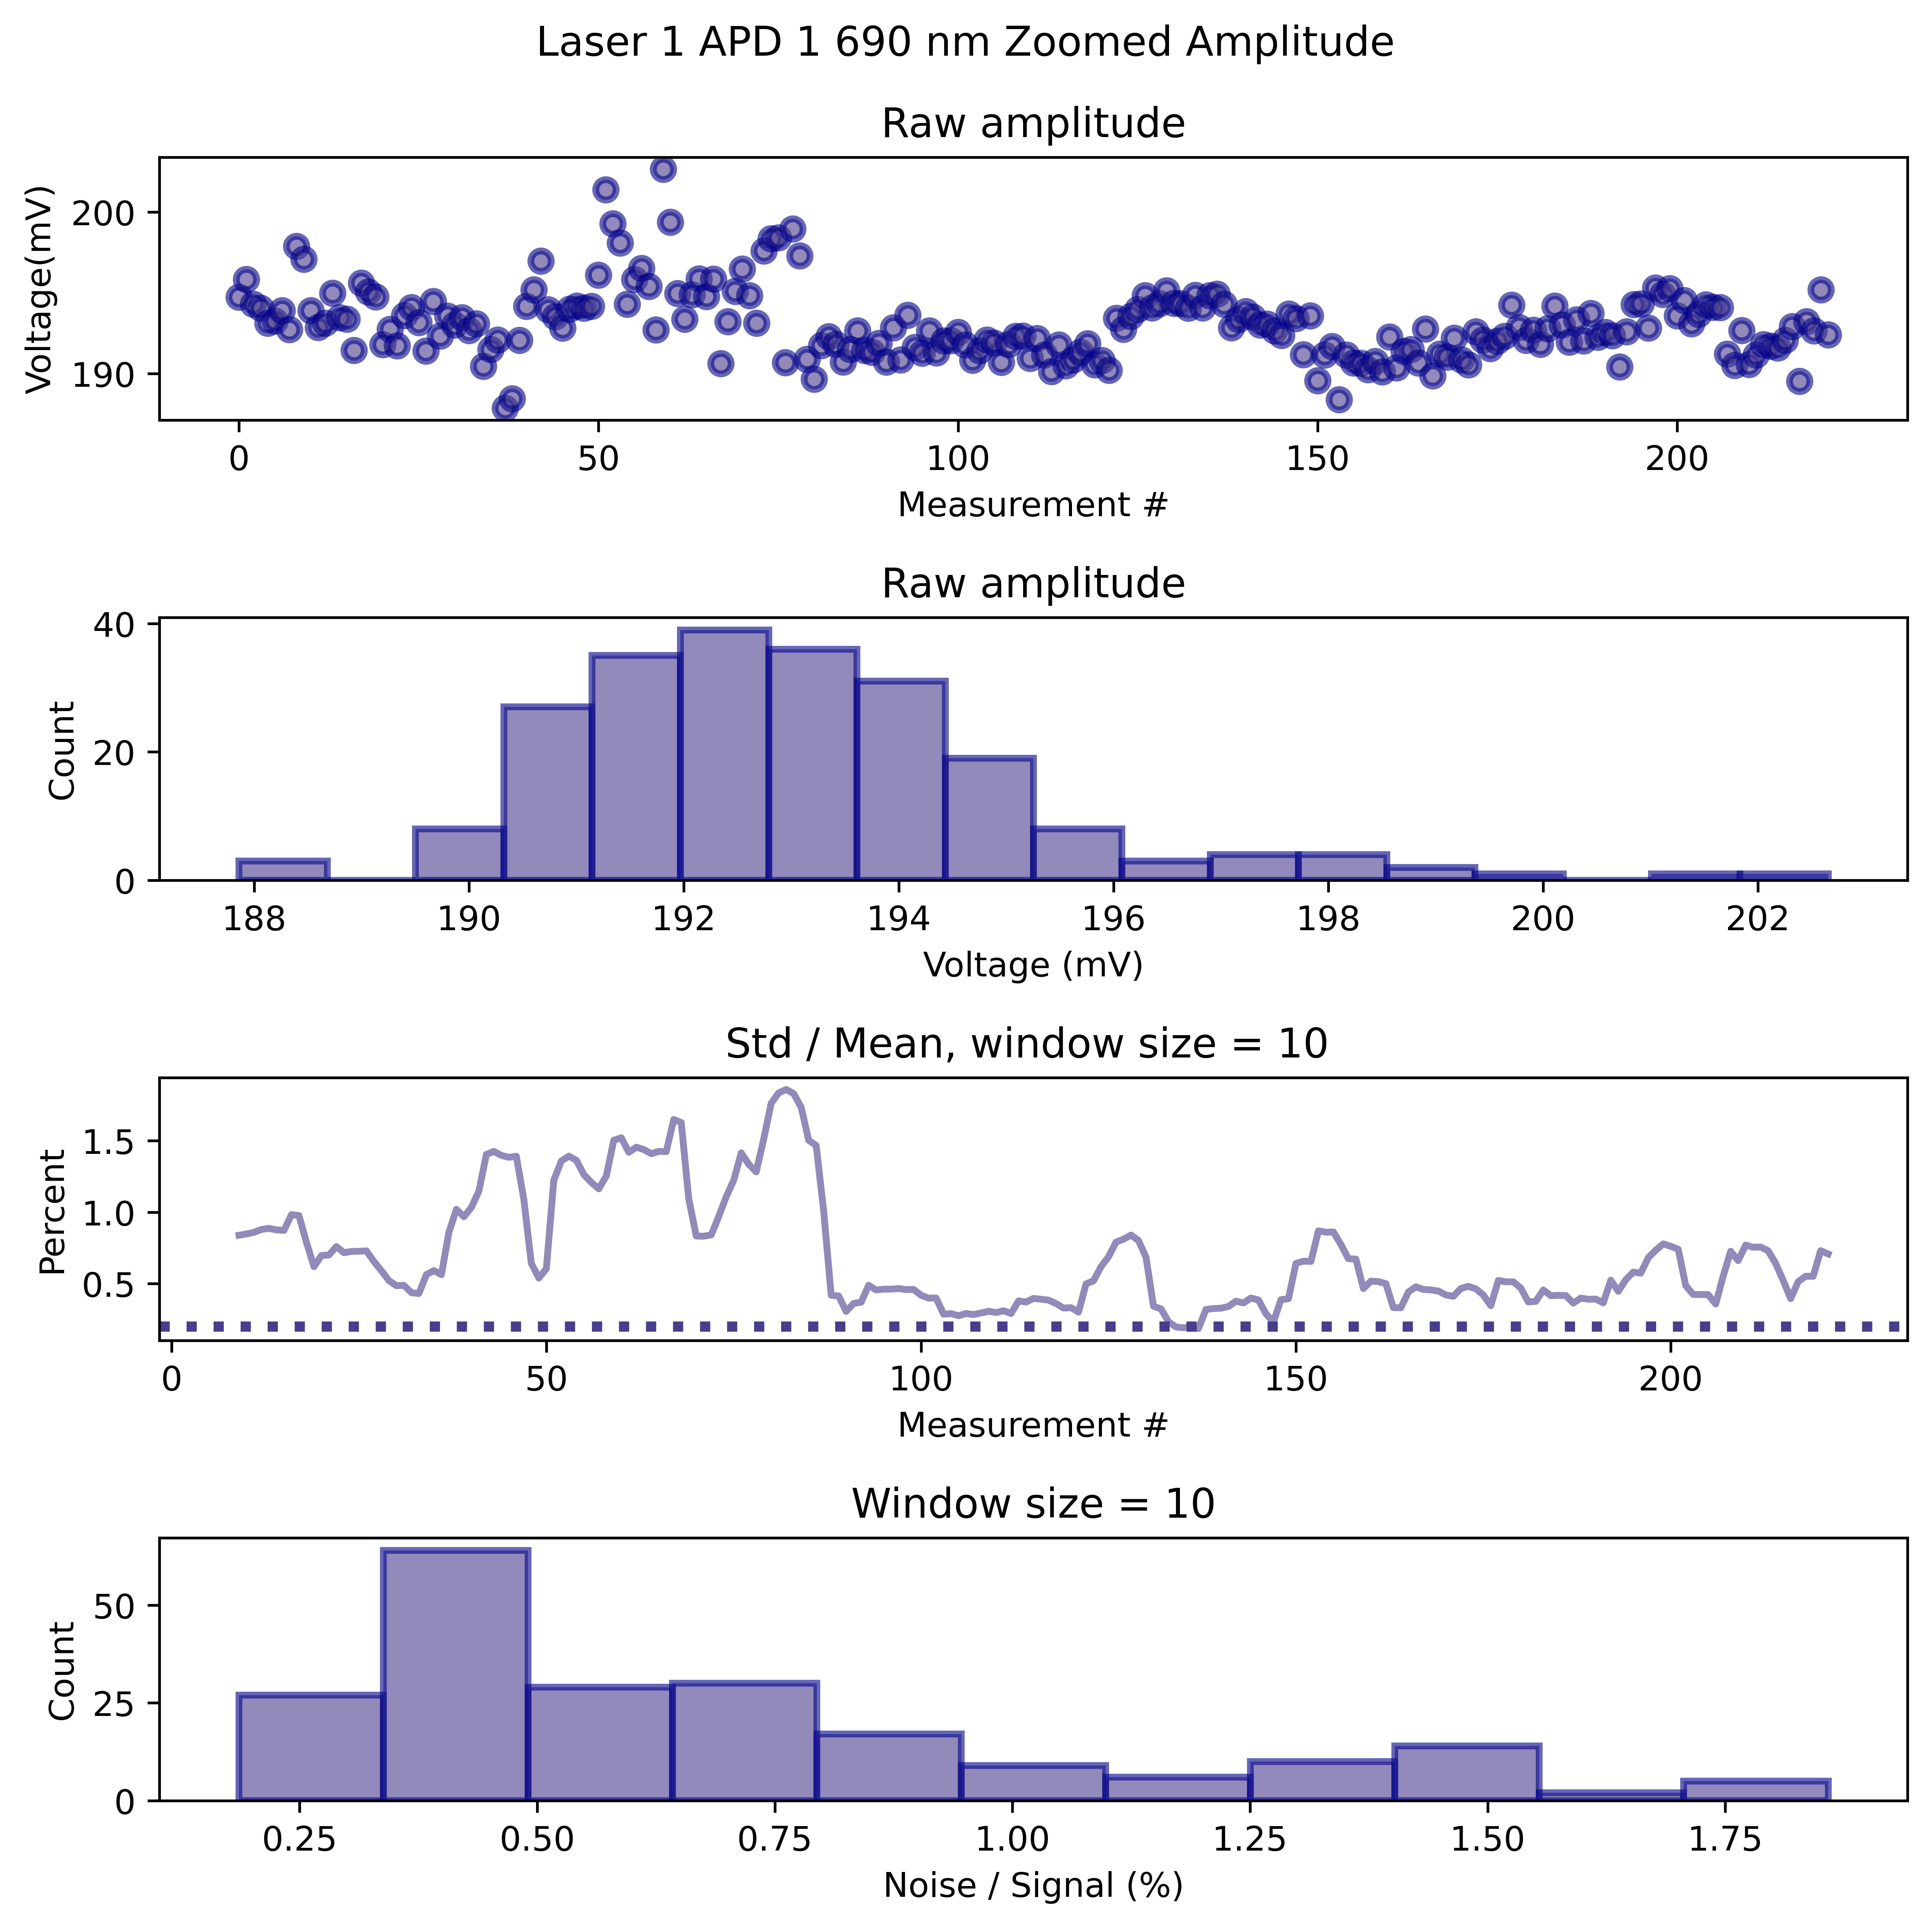 Laser 1 APD 1 690 nm Zoomed Amplitude
Raw amplitude
Voltage(mV)
200
190
0 50 100 150 200
Measurement #
Raw amplitude
Count
40
20
0
188 190 192 194 196 198 200 202
Voltage (mV)
Std / Mean, window size = 10
Percent
1.5
1.0
0.5
0 50 100 150 200
Measurement #
Window size = 10
Count
50
25
0
0.25 0.50 0.75 1.00 1.25 1.50 1.75
Noise / Signal (%)